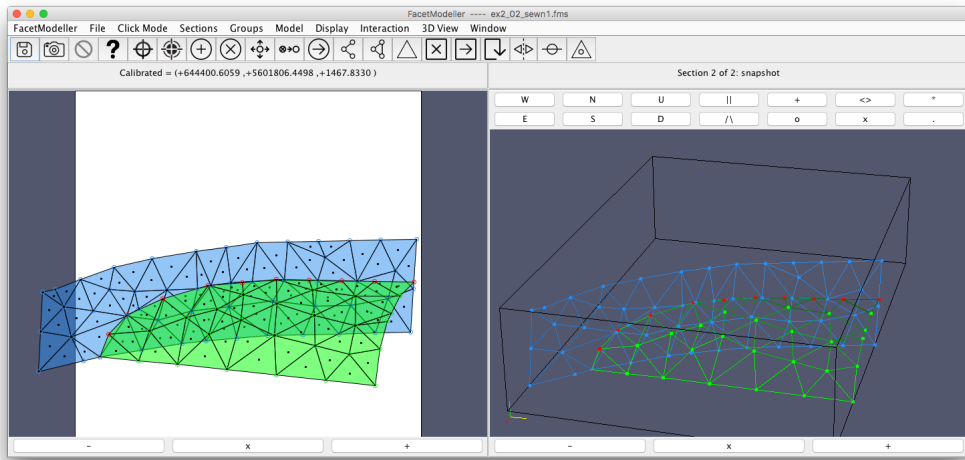 FacetModeller ---- ex2_02_sewn1.fms
FacetModeller File Click Mode Sections Groups Model Display Interaction 3D View Window
?
Calibrated = (+644400.6059 ,+5601806.4498 ,+1467.8330 )
Section 2 of 2: snapshot
W N U || + <> *
E S D /\ o x .
- x +
- x +